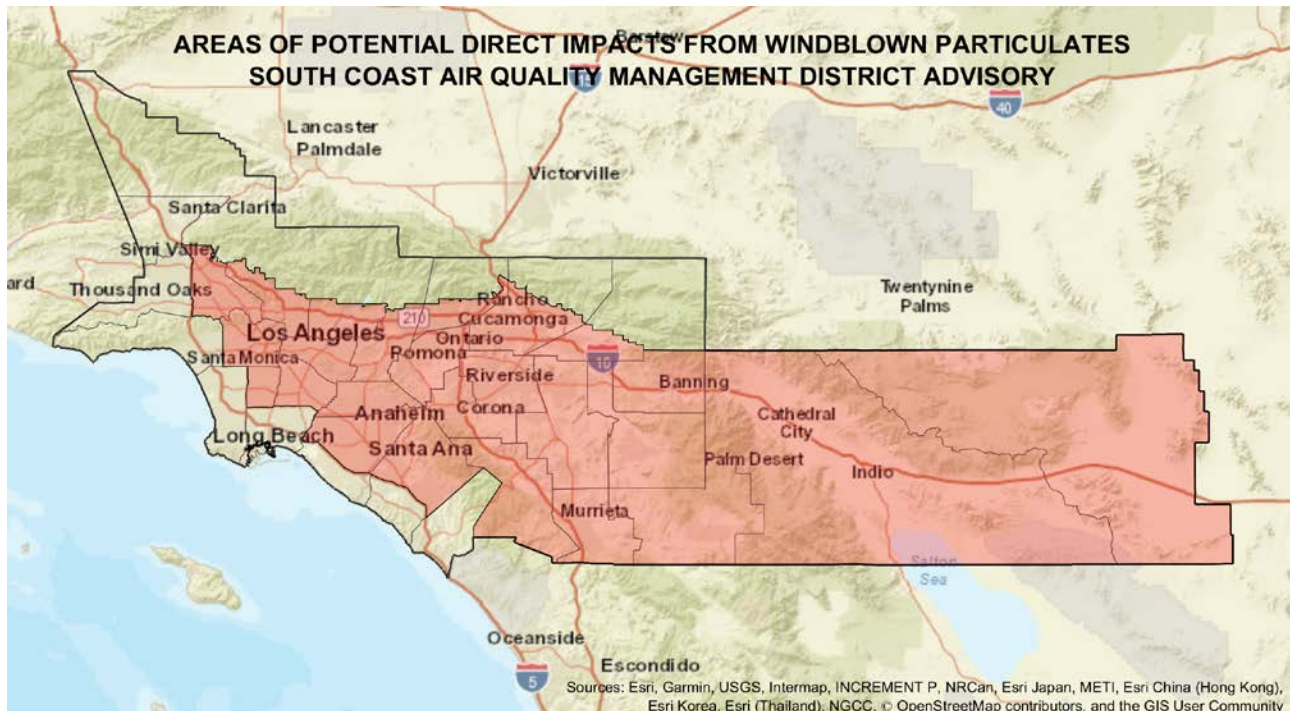 AREAS OF POTENTIAL DIRECT IMPACTS FROM WINDBLOWN PARTICULATES
Barstow
SOUTH COAST AIR QUALITY MANAGEMENT DISTRICT ADVISORY
15
40
Lancaster
Palmdale
Victorville
Santa Clarita
Simi Valley
ard
Thousand Oaks
Twentynine
Palms
Rancho
Cucamonga
210
Los Angeles
Ontario
Santa Monica
Pomona
10
Riverside
Banning
Anaheim
Corona
Cathedral
City
Long Beach
Santa Ana
Palm Desert
Indio
Murrieta
Salton
Sea
Oceanside
Escondido
5
Sources: Esri, Garmin, USGS, Intermap, INCREMENT P, NRCan, Esri Japan, METI, Esri China (Hong Kong),
Esri Korea, Esri (Thailand), NGCC, © OpenStreetMap contributors, and the GIS User Community